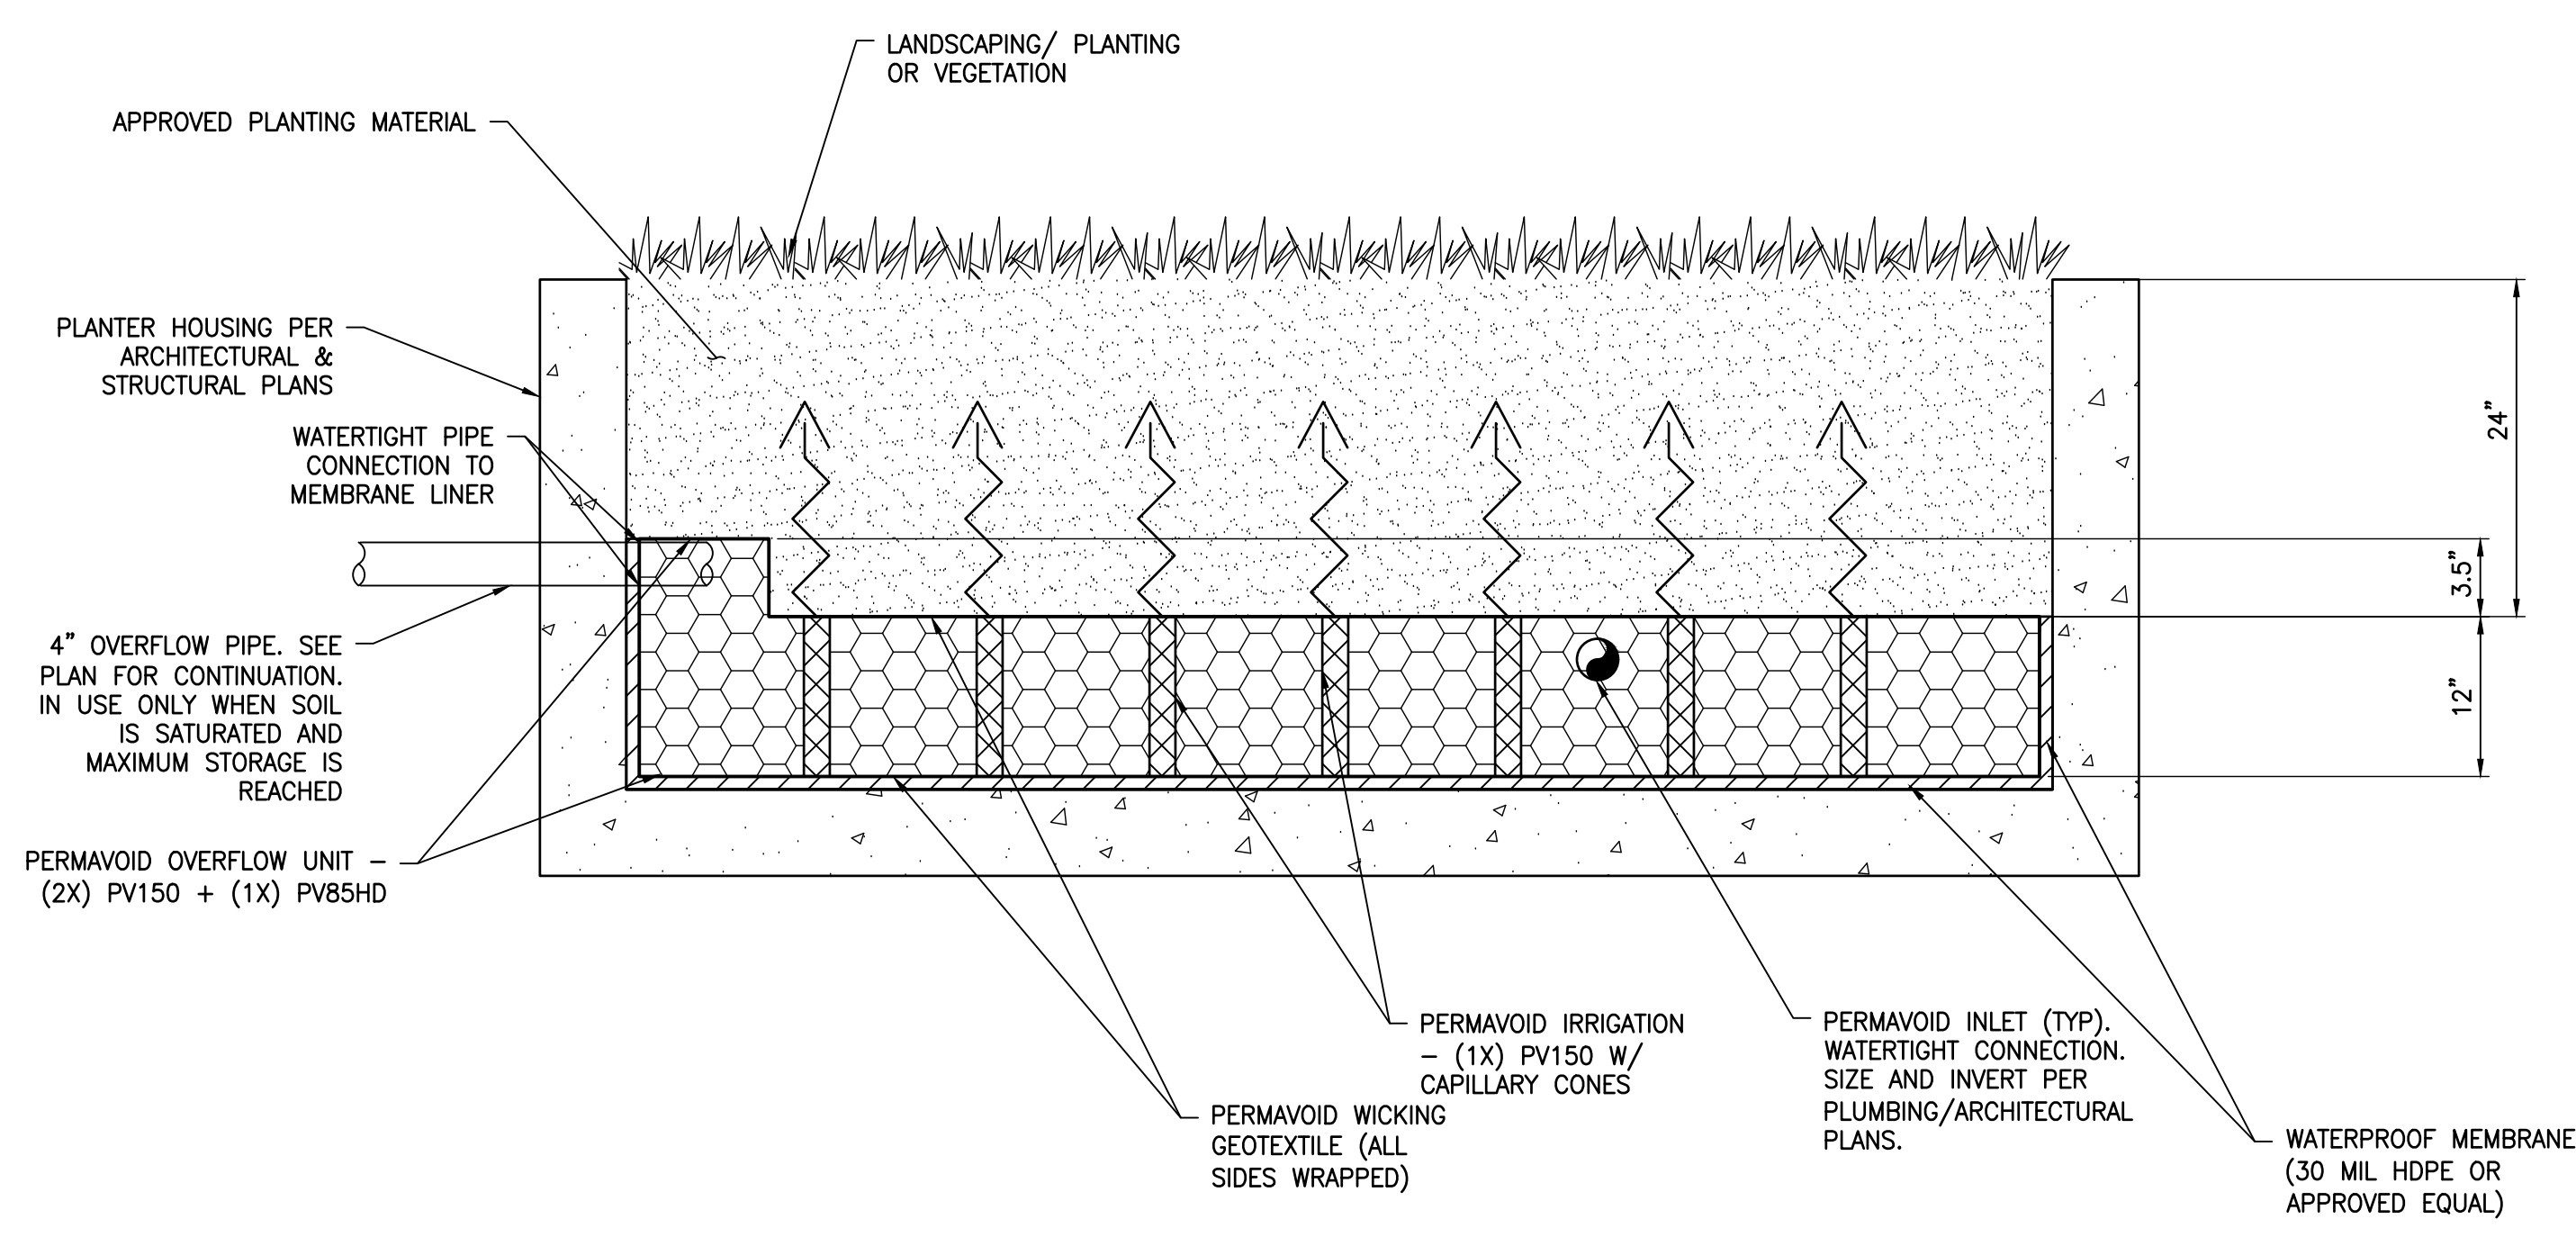 LANDSCAPING/ PLANTING
OR VEGETATION
APPROVED PLANTING MATERIAL
PLANTER HOUSING PER
ARCHITECTURAL &
STRUCTURAL PLANS
WATERTIGHT PIPE
CONNECTION TO
MEMBRANE LINER
4" OVERFLOW PIPE. SEE
PLAN FOR CONTINUATION.
IN USE ONLY WHEN SOIL
IS SATURATED AND
MAXIMUM STORAGE IS
REACHED
PERMAVOID OVERFLOW UNIT –
(2X) PV150 + (1X) PV85HD
24"
3.5"
12"
PERMAVOID WICKING
GEOTEXTILE (ALL
SIDES WRAPPED)
PERMAVOID IRRIGATION
– (1X) PV150 W/
CAPILLARY CONES
PERMAVOID INLET (TYP).
WATERTIGHT CONNECTION.
SIZE AND INVERT PER
PLUMBING/ARCHITECTURAL
PLANS.
WATERPROOF MEMBRANE
(30 MIL HDPE OR
APPROVED EQUAL)